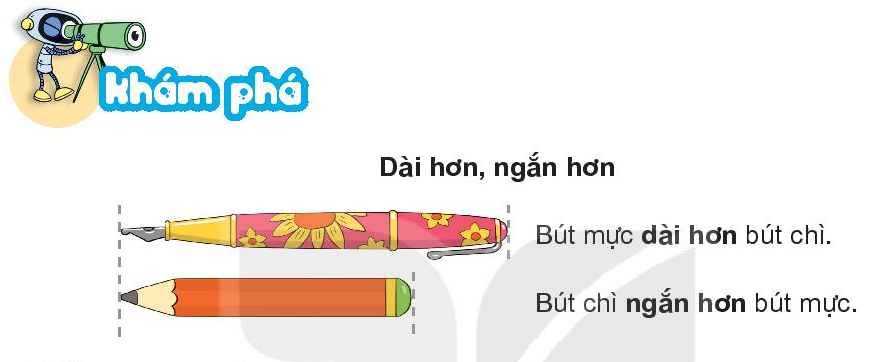 Khám phá
Dài hơn, ngắn hơn
Bút mực dài hơn bút chì.
Bút chì ngắn hơn bút mực.